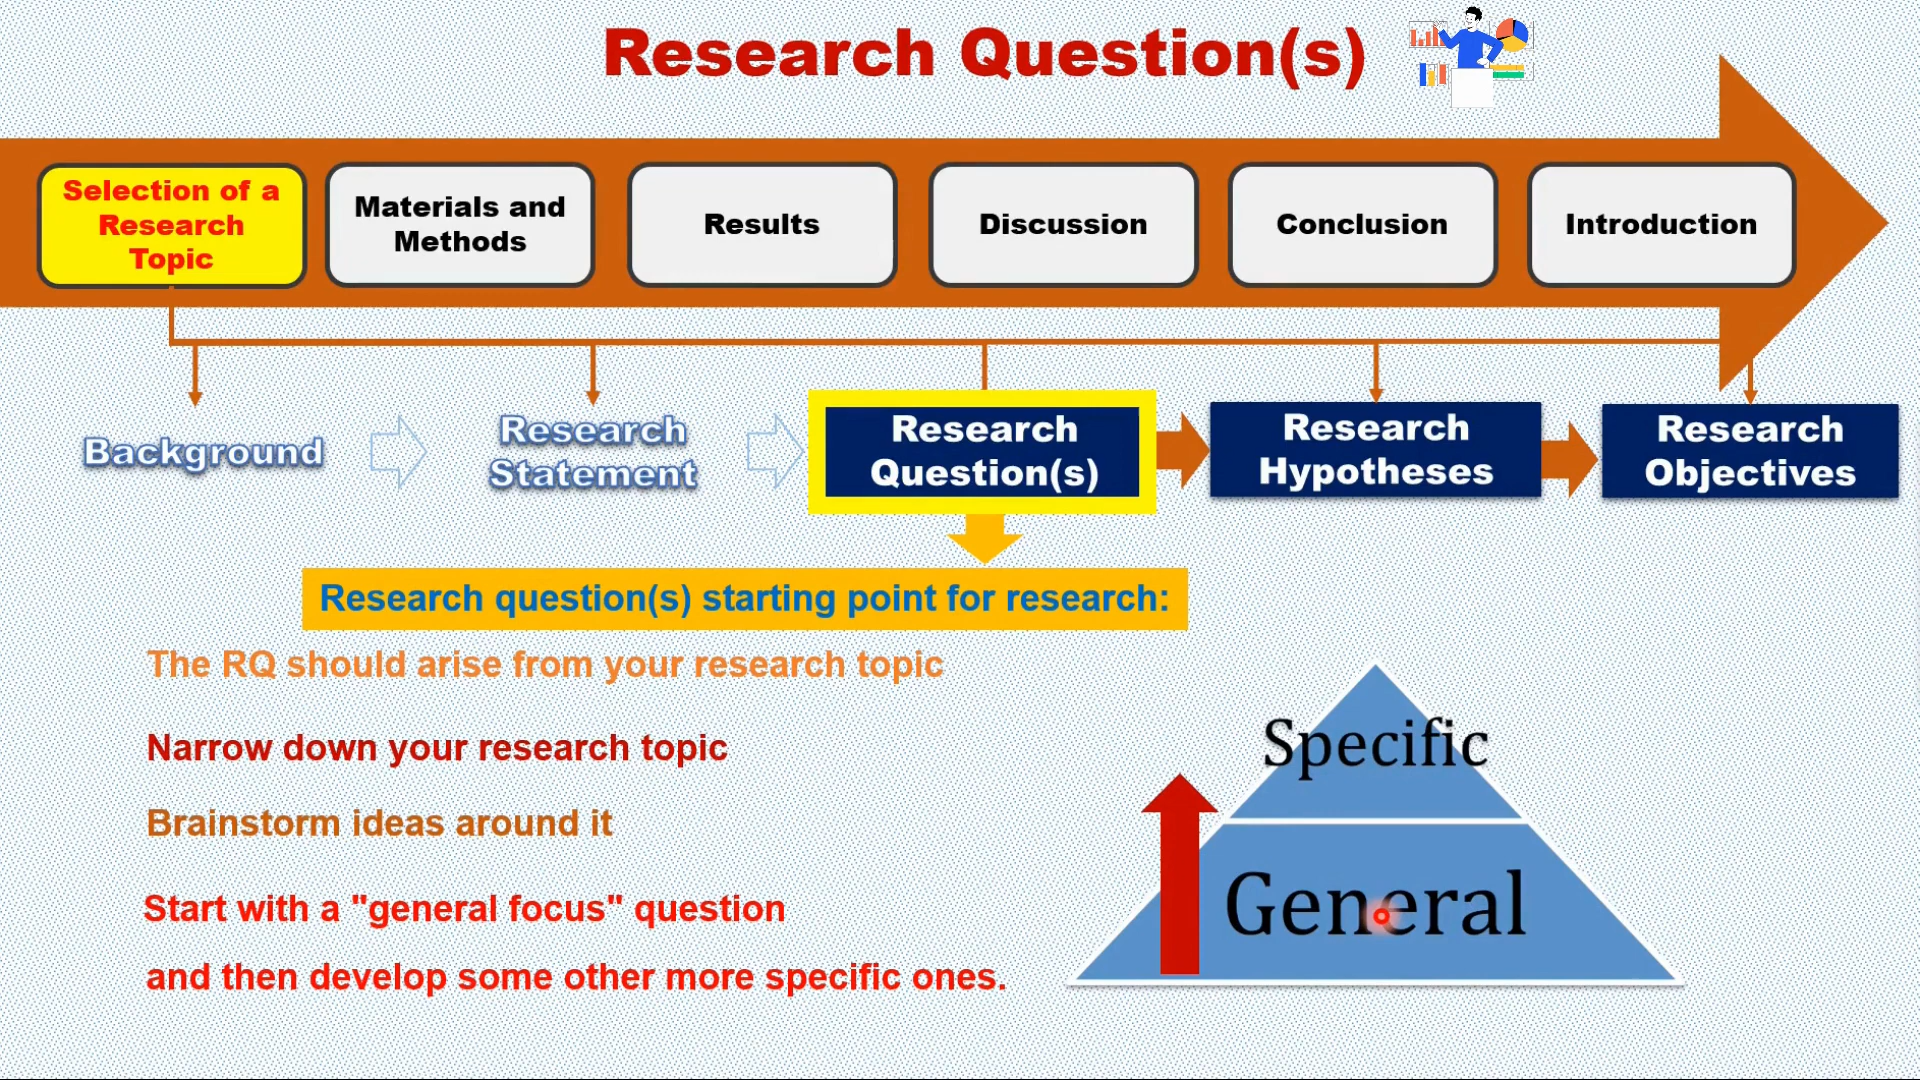 Research Question(s)
Selection of a
Research
Topic
Materials and
Methods
Results
Discussion
Conclusion
Introduction
Background
Research
Statement
Research
Question(s)
Research
Hypotheses
Research
Objectives
Research question(s) starting point for research:
The RQ should arise from your research topic
Narrow down your research topic
Brainstorm ideas around it
Start with a "general focus" question
and then develop some other more specific ones.
Specific
General